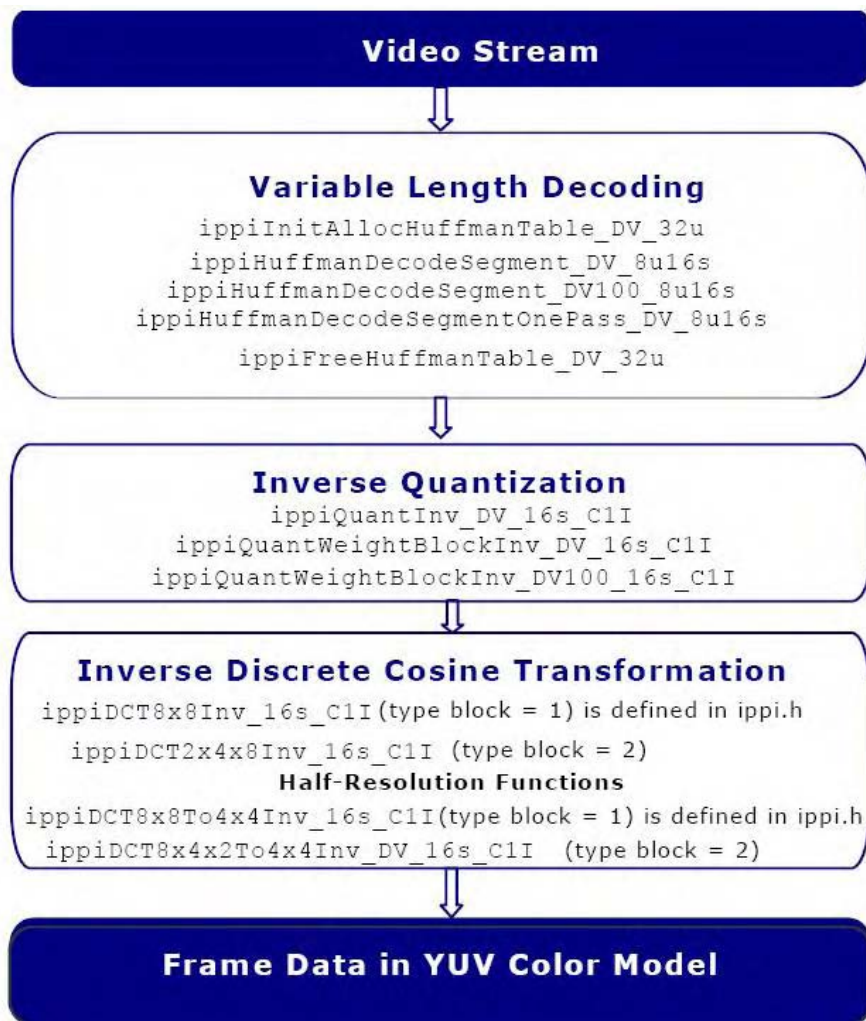 Video Stream
Variable Length Decoding
ippiInitAllocHuffmanTable_DV_32u
ippiHuffmanDecodeSegment_DV_8u16s
ippiHuffmanDecodeSegment_DV100_8u16s
ippiHuffmanDecodeSegmentOnePass_DV_8u16s
ippiFreeHuffmanTable_DV_32u
Inverse Quantization
ippiQuantInv_DV_16s_C1I
ippiQuantWeightBlockInv_DV_16s_C1I
ippiQuantWeightBlockInv_DV100_16s_C1I
Inverse Discrete Cosine Transformation
ippiDCT8x8Inv_16s_C1I (type block = 1) is defined in ippi.h
ippiDCT2x4x8Inv_16s_C1I (type block = 2)
Half-Resolution Functions
ippiDCT8x8To4x4Inv_16s_C1I (type block = 1) is defined in ippi.h
ippiDCT8x4x2To4x4Inv_DV_16s_C1I (type block = 2)
Frame Data in YUV Color Model